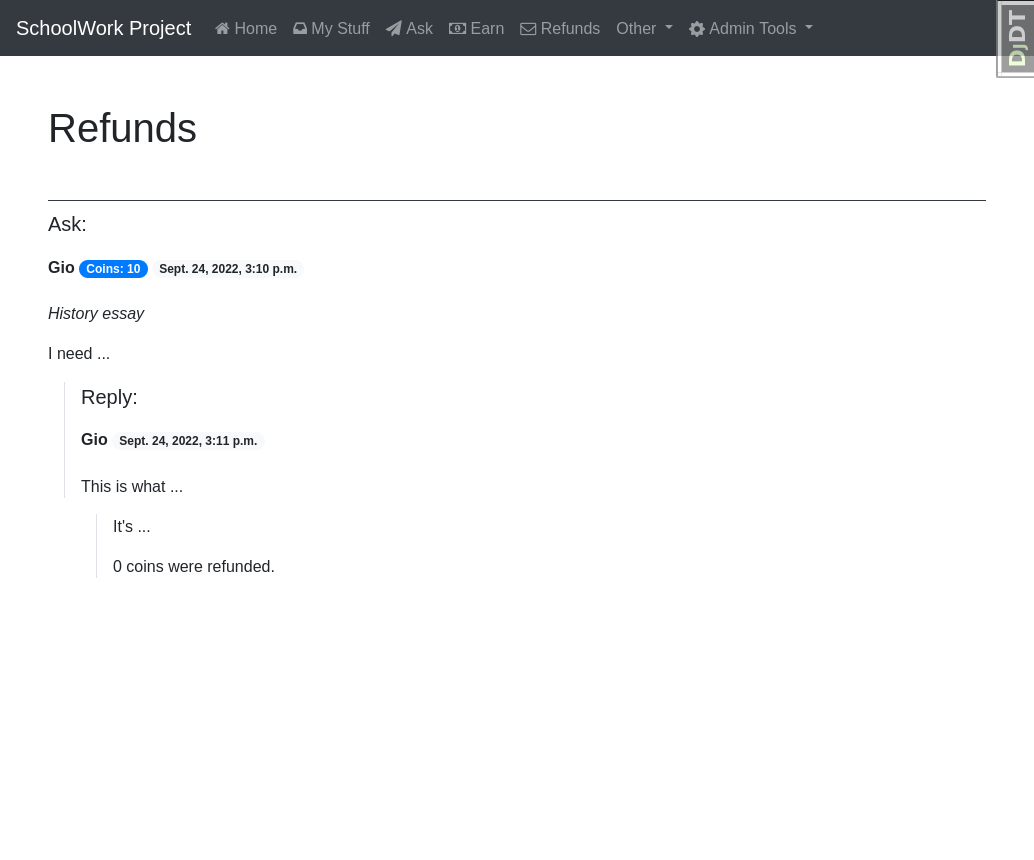 SchoolWork Project Home My Stuff Ask Earn Refunds Other Admin Tools
DjDT
Refunds
Ask:
Gio Coins: 10 Sept. 24, 2022, 3:10 p.m.
History essay
I need ...
Reply:
Gio Sept. 24, 2022, 3:11 p.m.
This is what ...
It's ...
0 coins were refunded.